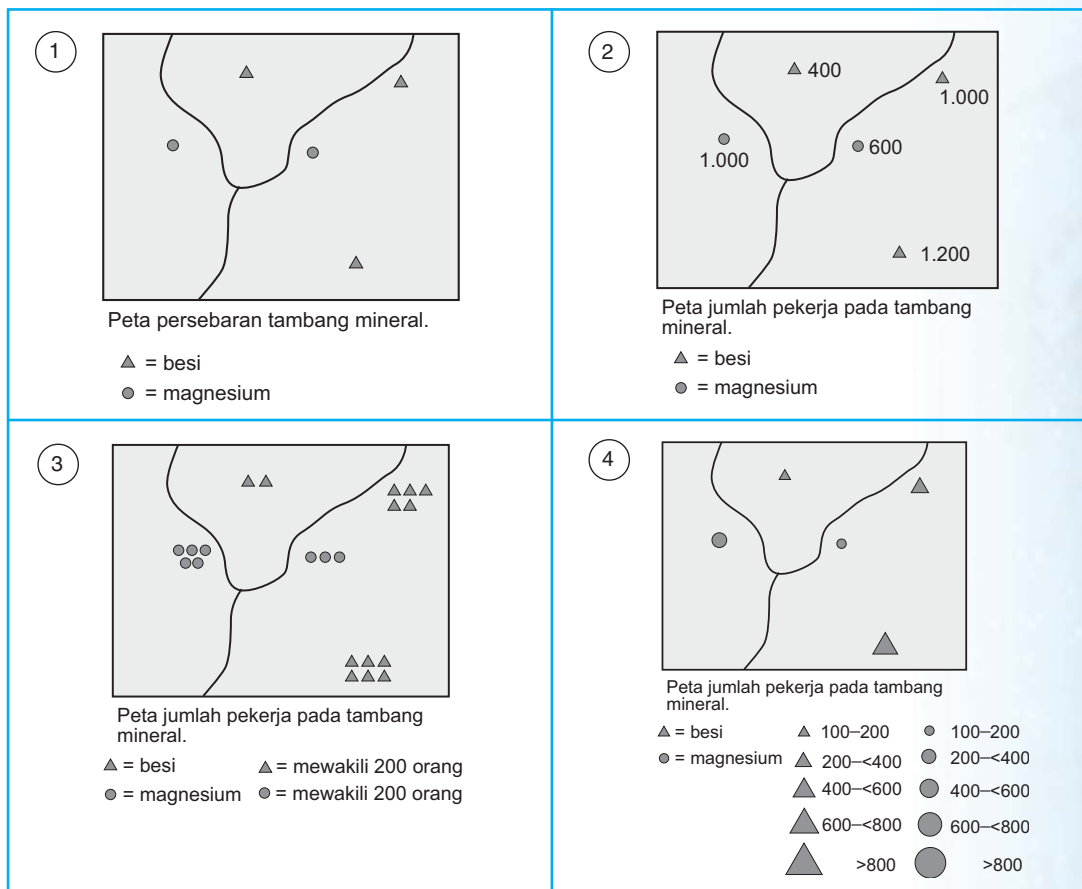 1
Peta persebaran tambang mineral.
▲ = besi
● = magnesium
2
400
1.000
1.000
600
1.200
Peta jumlah pekerja pada tambang
mineral.
▲ = besi
● = magnesium
3
Peta jumlah pekerja pada tambang
mineral.
▲ = besi ▲ = mewakili 200 orang
● = magnesium ● = mewakili 200 orang
4
Peta jumlah pekerja pada tambang
mineral.
▲ = besi ▲ 100–200 ● 100–200
● = magnesium ▲ 200–<400 ● 200–<400
▲ 400–<600 ● 400–<600
▲ 600–<800 ● 600–<800
▲ >800 ● >800